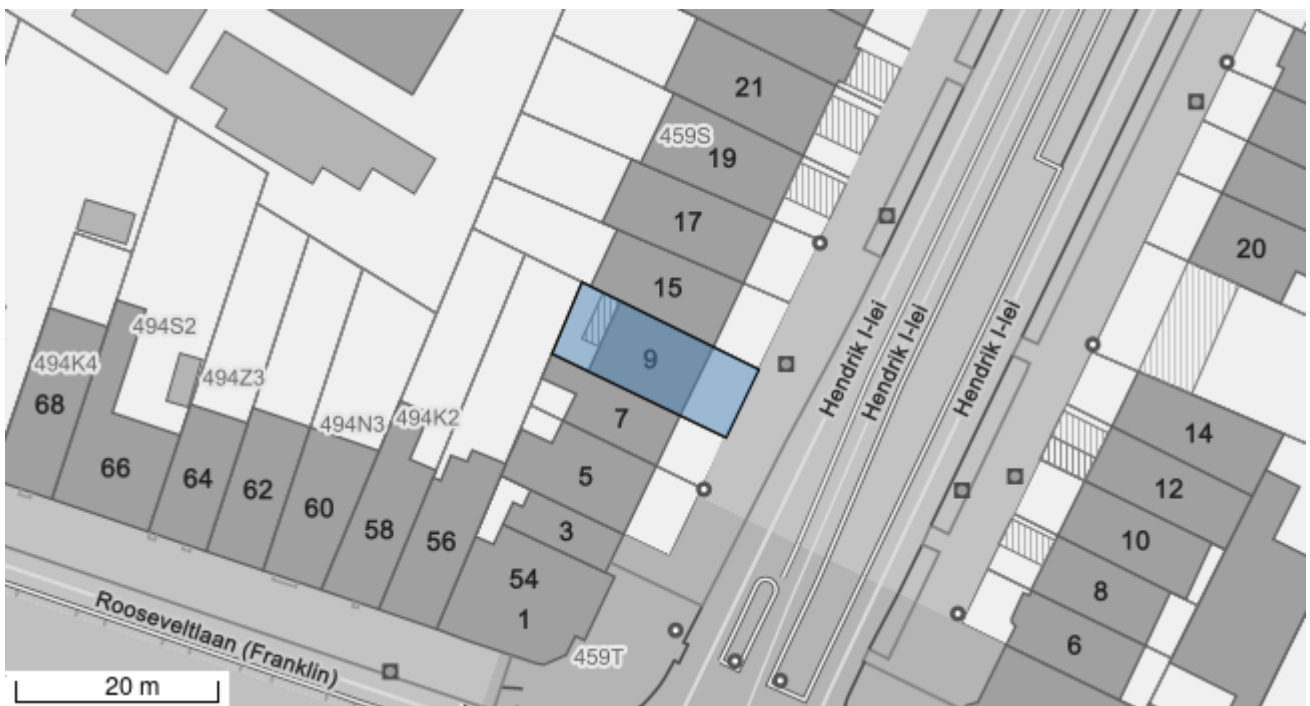 21
459S
19
17
20
15
494S2
9
Hendrik I-lei
Hendrik I-lei
Hendrik I-lei
494K4
494Z3
68
494N3
494K2
7
14
66
64
62
60
58
56
5
12
3
10
54
8
1
6
Rooseveltlaan (Franklin)
459T
20 m